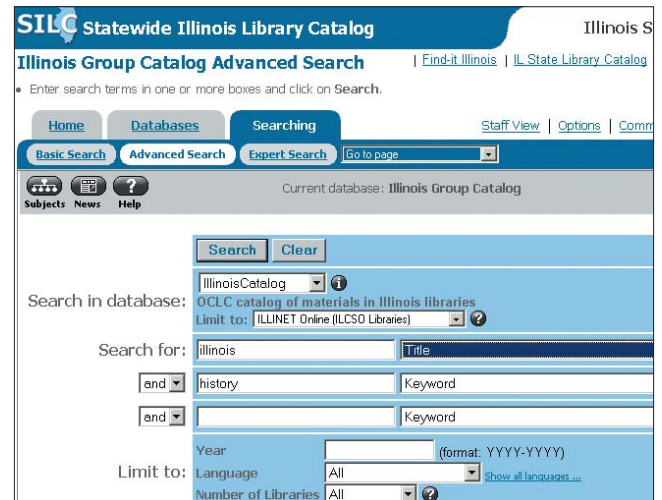 SILC Statewide Illinois Library Catalog
Illinois S
Illinois Group Catalog Advanced Search
| Find-it Illinois | IL State Library Catalog
• Enter search terms in one or more boxes and click on Search.
Home Databases Searching
Staff View | Options | Comm
Basic Search Advanced Search Expert Search Go to page
Subjects News Help
Current database: Illinois Group Catalog
Search Clear
Search in database: IllinoisCatalog
OCLC catalog of materials in Illinois libraries
Limit to: ILLINET Online (ILCSO Libraries)
Search for: illinois Title
and history Keyword
and Keyword
Limit to: Year (format: YYYY-YYYY)
Language All Show all languages ...
Number of Libraries All